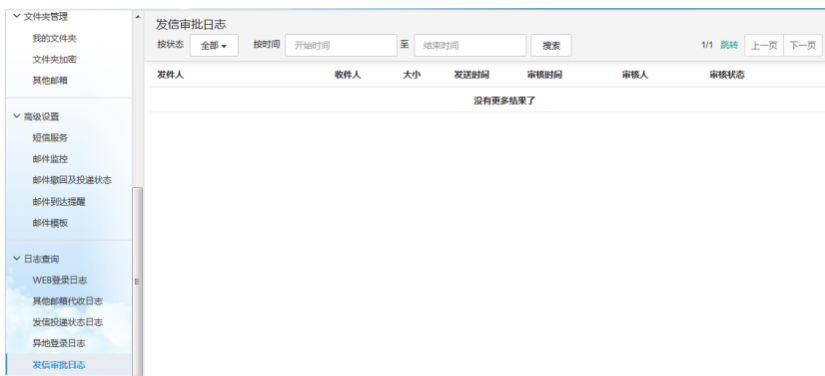 文件夹管理
我的文件夹
文件夹加密
其他邮箱
高级设置
短信服务
邮件监控
邮件撤回及投递状态
邮件到达提醒
邮件模板
日志查询
WEB登录日志
其他邮箱代收日志
发信投递状态日志
异地登录日志
发信审批日志
发信审批日志
按状态 全部 按时间 开始时间 至 结束时间 搜索 1/1 跳转 上一页 下一页
发件人 收件人 大小 发送时间 审核时间 审核人 审核状态
没有更多结果了